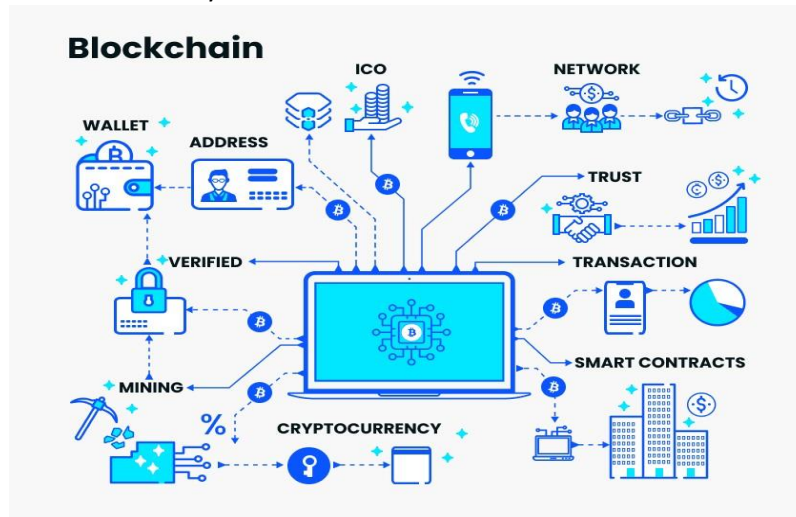 Blockchain
ICO
NETWORK
WALLET
ADDRESS
TRUST
VERIFIED
TRANSACTION
SMART CONTRACTS
MINING
%
CRYPTOCURRENCY